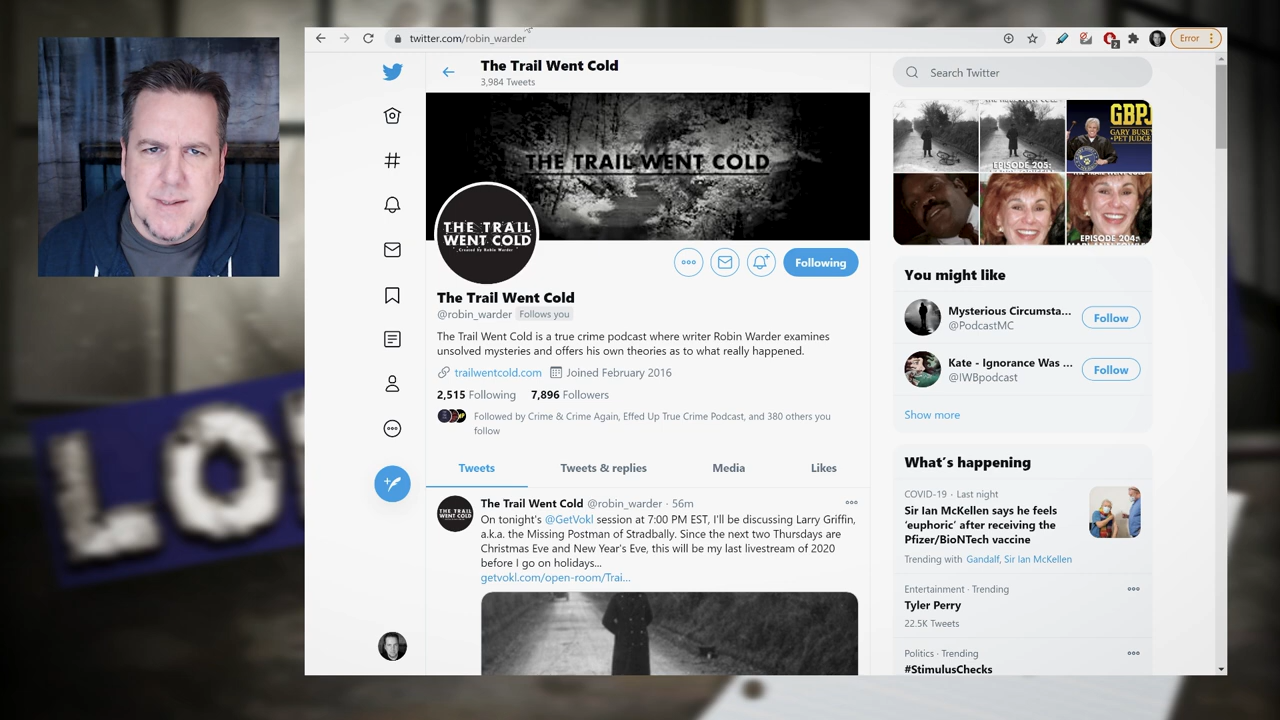 twitter.com/robin_warder
Error
2
The Trail Went Cold
3,984 Tweets
THE TRAIL WENT COLD
THE TRAIL
WENT COLD
Created by Robin Warder
Following
The Trail Went Cold
@robin_warder Follows you
The Trail Went Cold is a true crime podcast where writer Robin Warder examines
unsolved mysteries and offers his own theories as to what really happened.
trailwentcold.com Joined February 2016
2,515 Following 7,896 Followers
Followed by Crime & Crime Again, Effed Up True Crime Podcast, and 380 others you
follow
Tweets Tweets & replies Media Likes
The Trail Went Cold @robin_warder · 56m
On tonight's @GetVokl session at 7:00 PM EST, I'll be discussing Larry Griffin,
a.k.a. the Missing Postman of Stradbally. Since the next two Thursdays are
Christmas Eve and New Year's Eve, this will be my last livestream of 2020
before I go on holidays...
getvokl.com/open-room/Trai...
Search Twitter
EPISODE 205:
GBPJ
GARY BUSEY
PET JUDGE
EPISODE 204:
You might like
Mysterious Circumsta...
@PodcastMC
Follow
Kate - Ignorance Was ...
@IWBpodcast
Follow
Show more
What's happening
COVID-19 · Last night
Sir Ian McKellen says he feels
'euphoric' after receiving the
Pfizer/BioNTech vaccine
Trending with Gandalf, Sir Ian McKellen
Entertainment · Trending
Tyler Perry
22.5K Tweets
Politics · Trending
#StimulusChecks
LO